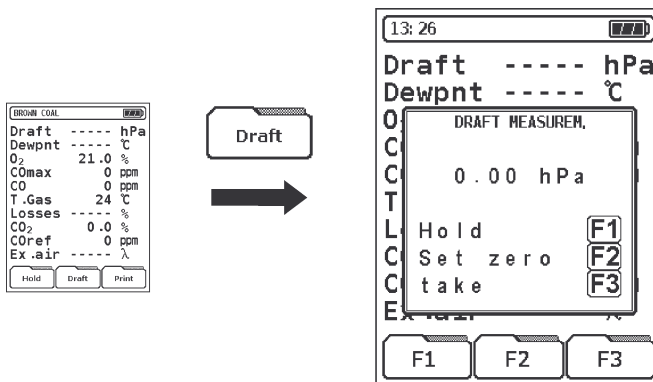 BROWN COAL
Draft ----- hPa
Dewpnt ----- ℃
O₂ 21.0 %
COmax 0 ppm
CO 0 ppm
T.Gas 24 ℃
Losses ----- %
CO₂ 0.0 %
COref 0 ppm
Ex.air ----- λ
Hold Draft Print
Draft
13:26
Draft ----- hPa
Dewpnt ----- ℃
DRAFT MEASUREM,
0.00 hPa
Hold F1
Set zero F2
take F3
F1 F2 F3